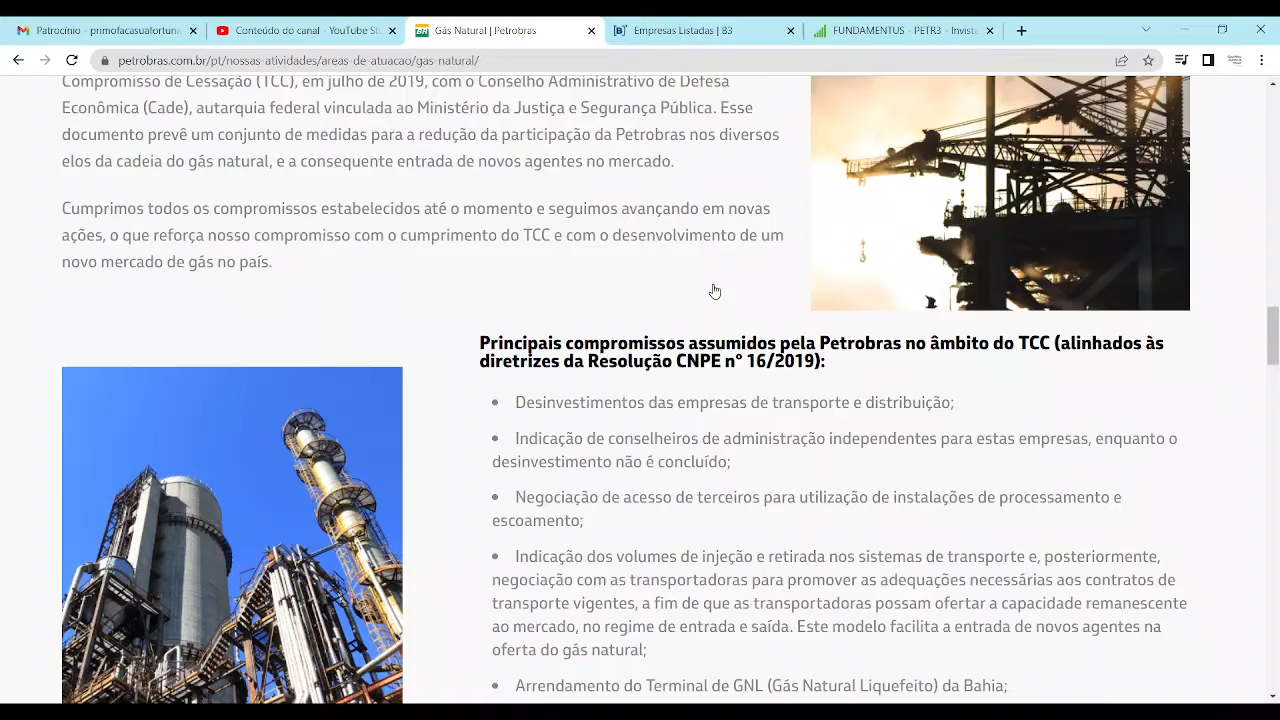 Patrocínio - primofacasuafortuna
Conteúdo do canal - YouTube Stu
Gás Natural | Petrobras
Empresas Listadas | B3
FUNDAMENTUS - PETR3 - Invista
petrobras.com.br/pt/nossas-atividades/areas-de-atuacao/gas-natural/
Compromisso de Cessação (TCC), em julho de 2019, com o Conselho Administrativo de Defesa
Econômica (Cade), autarquia federal vinculada ao Ministério da Justiça e Segurança Pública. Esse
documento prevê um conjunto de medidas para a redução da participação da Petrobras nos diversos
elos da cadeia do gás natural, e a consequente entrada de novos agentes no mercado.
Cumprimos todos os compromissos estabelecidos até o momento e seguimos avançando em novas
ações, o que reforça nosso compromisso com o cumprimento do TCC e com o desenvolvimento de um
novo mercado de gás no país.
Principais compromissos assumidos pela Petrobras no âmbito do TCC (alinhados às
diretrizes da Resolução CNPE n° 16/2019):
• Desinvestimentos das empresas de transporte e distribuição;
• Indicação de conselheiros de administração independentes para estas empresas, enquanto o
desinvestimento não é concluído;
• Negociação de acesso de terceiros para utilização de instalações de processamento e
escoamento;
• Indicação dos volumes de injeção e retirada nos sistemas de transporte e, posteriormente,
negociação com as transportadoras para promover as adequações necessárias aos contratos de
transporte vigentes, a fim de que as transportadoras possam ofertar a capacidade remanescente
ao mercado, no regime de entrada e saída. Este modelo facilita a entrada de novos agentes na
oferta do gás natural;
• Arrendamento do Terminal de GNL (Gás Natural Liquefeito) da Bahia;